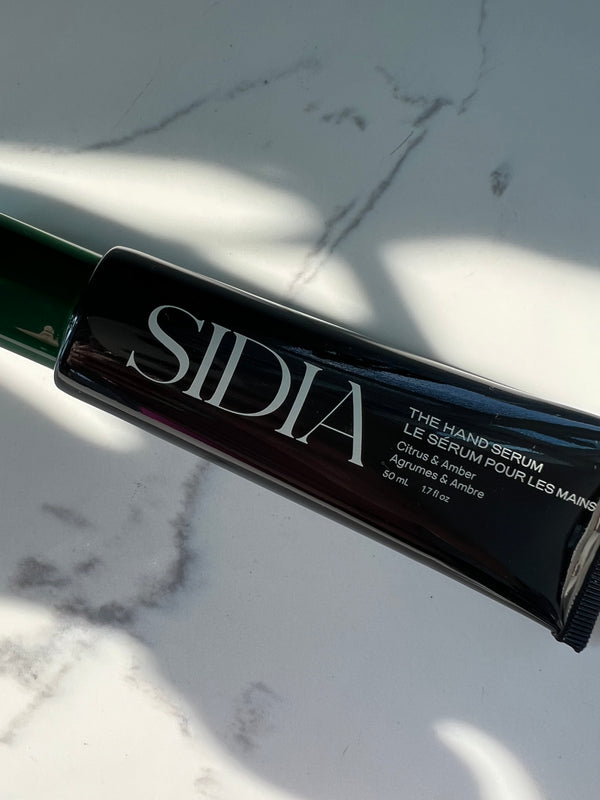 SIDIA
THE HAND SERUM
LE SÉRUM POUR LES MAINS
Citrus & Amber
Agrumes & Ambre
50 mL 1.7 fl oz